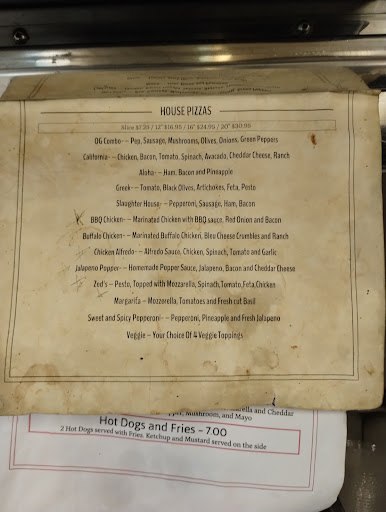 HOUSE PIZZAS
Slice $7.25 / 12" $16.95 / 16" $24.95 / 20" $30.95
OG Combo- – Pep, Sausage, Mushrooms, Olives, Onions, Green Peppers
California- – Chicken, Bacon, Tomato, Spinach, Avacado, Cheddar Cheese, Ranch
Aloha- – Ham, Bacon and Pineapple
Greek- – Tomato, Black Olives, Artichokes, Feta, Pesto
Slaughter House- – Pepperoni, Sausage, Ham, Bacon
BBQ Chicken- – Marinated Chicken with BBQ sauce, Red Onion and Bacon
Buffalo Chicken- – Marinated Buffalo Chicken, Bleu Cheese Crumbles and Ranch
Chicken Alfredo- – Alfredo Sauce, Chicken, Spinach, Tomato and Garlic
Jalapeno Popper- – Homemade Popper Sauce, Jalapeno, Bacon and Cheddar Cheese
Zed's – Pesto, Topped with Mozzarella, Spinach,Tomato,Feta,Chicken
Margarita – Mozzerella, Tomatoes and Fresh cut Basil
Sweet and Spicy Pepperoni- – Pepperoni, Pineapple and Fresh Jalapeno
Veggie – Your Choice Of 4 Veggie Toppings
and Cheddar
Mushroom, and Mayo
Hot Dogs and Fries – 7.00
2 Hot Dogs served with Fries. Ketchup and Mustard served on the side